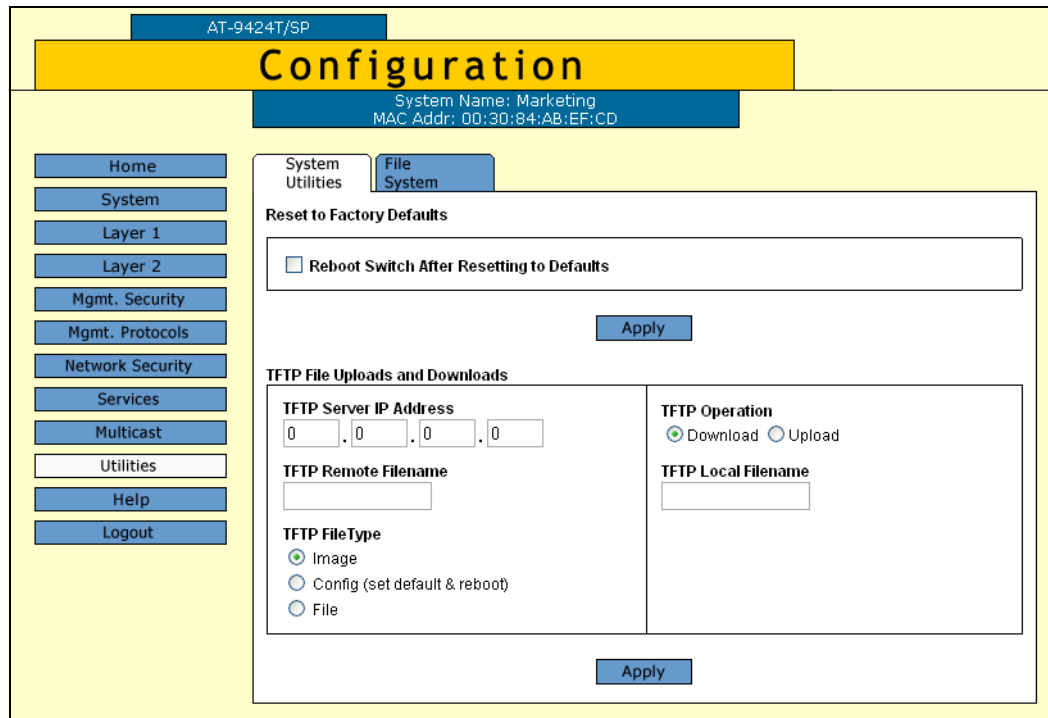 AT-9424T/SP
Configuration
System Name: Marketing
MAC Addr: 00:30:84:AB:EF:CD
Home
System
Layer 1
Layer 2
Mgmt. Security
Mgmt. Protocols
Network Security
Services
Multicast
Utilities
Help
Logout
System
Utilities
File
System
Reset to Factory Defaults
Reboot Switch After Resetting to Defaults
Apply
TFTP File Uploads and Downloads
TFTP Server IP Address
0 . 0 . 0 . 0
TFTP Remote Filename
TFTP FileType
Image
Config (set default & reboot)
File
TFTP Operation
Download Upload
TFTP Local Filename
Apply